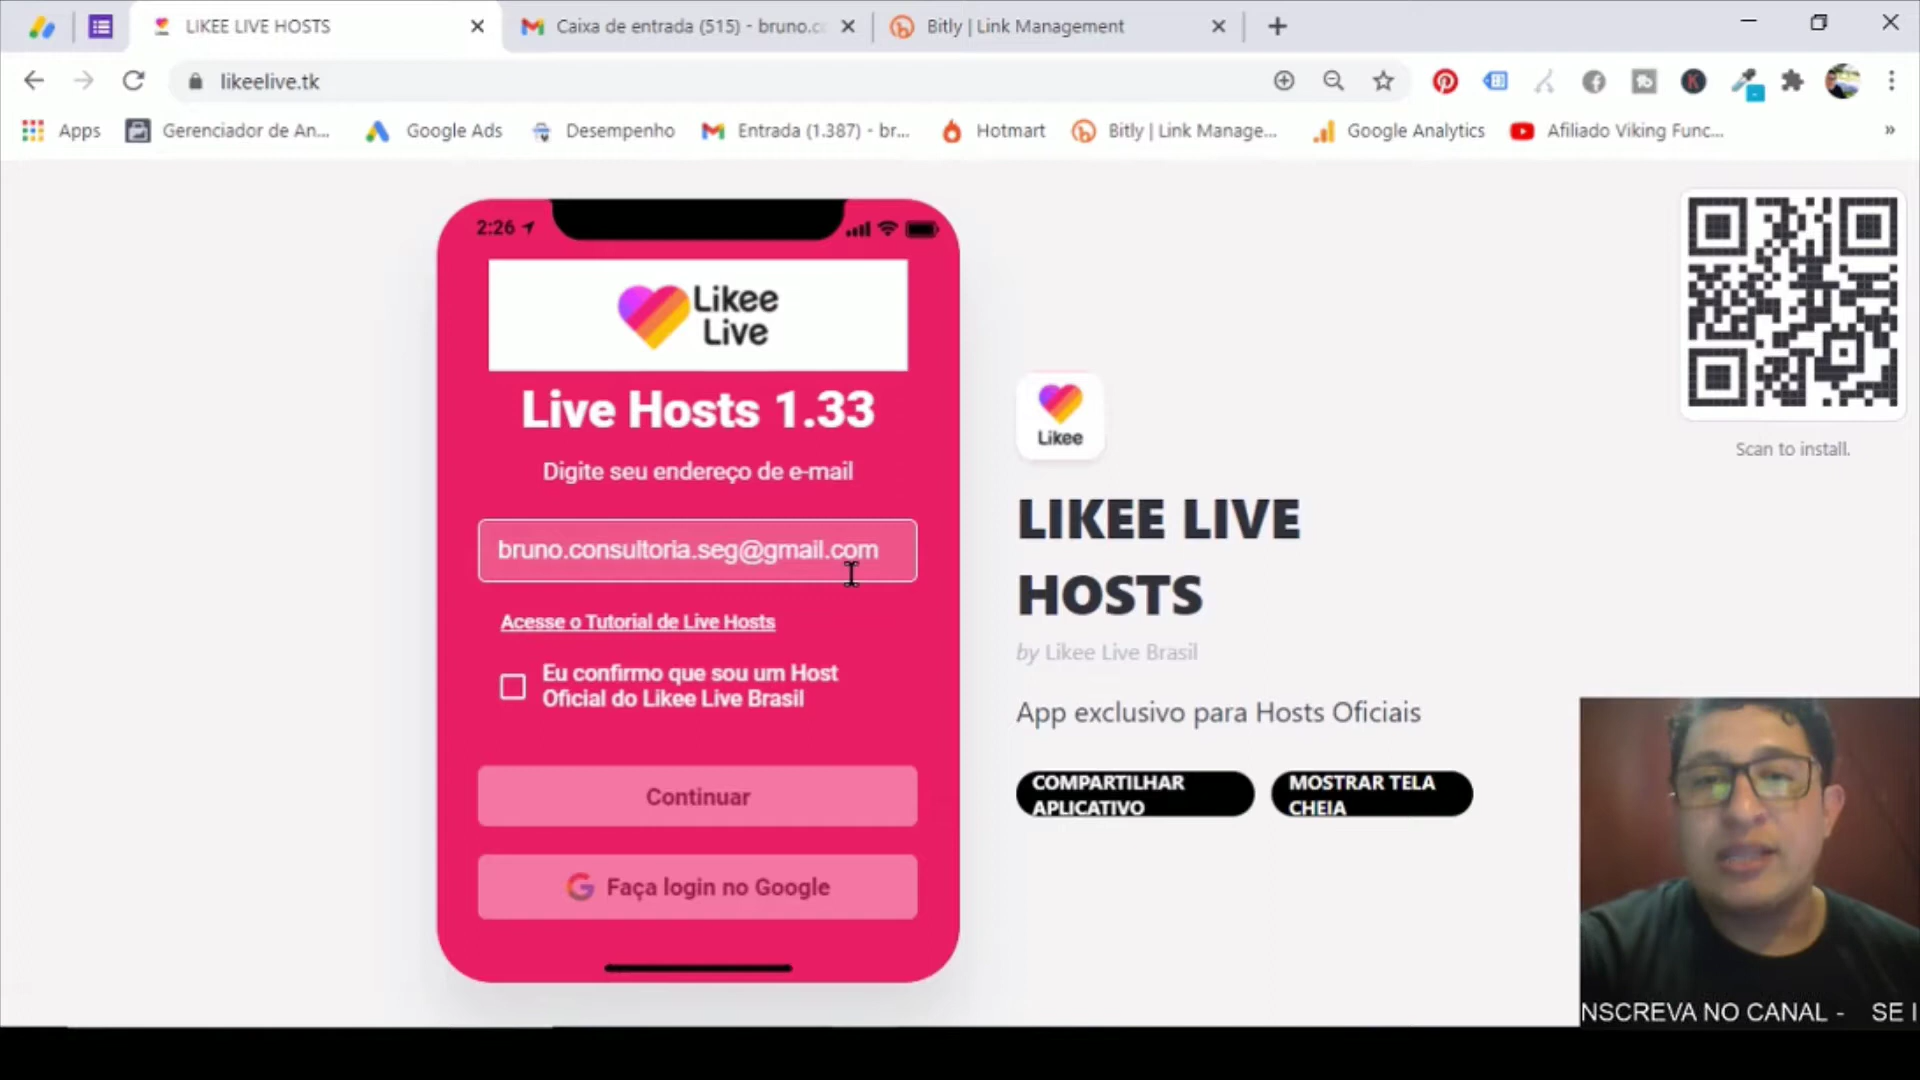 LIKEE LIVE HOSTS
Caixa de entrada (515) - bruno.c
Bitly | Link Management
likeelive.tk
Apps
Gerenciador de An...
Google Ads
Desempenho
Entrada (1.387) - br...
Hotmart
Bitly | Link Manage...
Google Analytics
Afiliado Viking Func...
»
2:26
Likee
Live
Live Hosts 1.33
Digite seu endereço de e-mail
bruno.consultoria.seg@gmail.com
Acesse o Tutorial de Live Hosts
Eu confirmo que sou um Host
Oficial do Likee Live Brasil
Continuar
Faça login no Google
Likee
LIKEE LIVE
HOSTS
by Likee Live Brasil
App exclusivo para Hosts Oficiais
COMPARTILHAR
APLICATIVO
MOSTRAR TELA
CHEIA
Scan to install.
NSCREVA NO CANAL - SE I